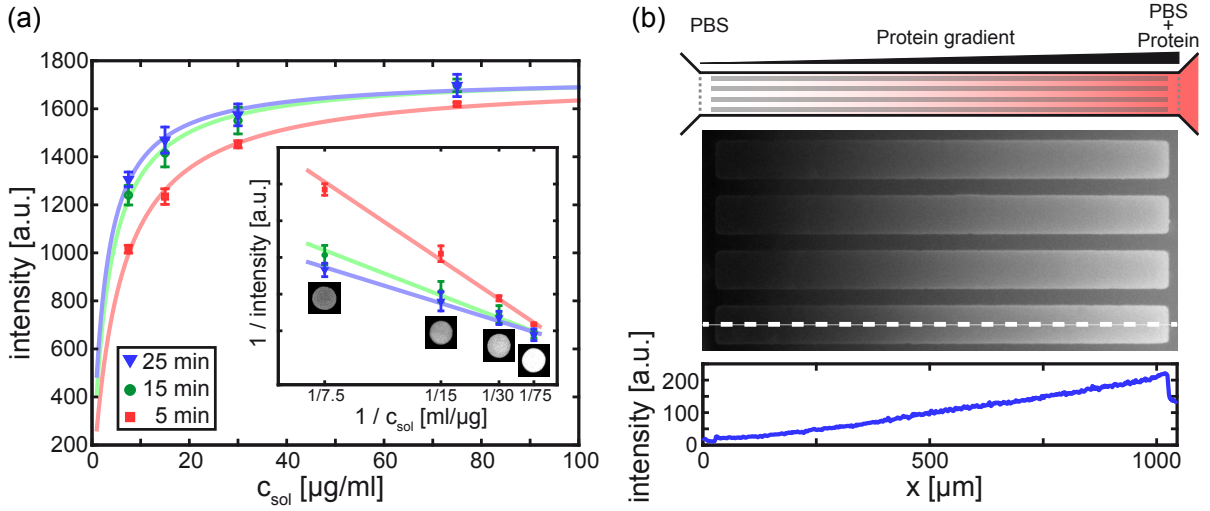 (a)
1800
1600
1400
1200
1000
800
600
400
200
intensity [a.u.]
25 min
15 min
5 min
1 / intensity [a.u.]
1/7.5
1/15
1/30
1/75
1 / c_sol [ml/µg]
0
20
40
60
80
100
c_sol [µg/ml]
(b)
PBS
Protein gradient
PBS
+
Protein
intensity [a.u.]
200
100
0
0
500
1000
x [µm]